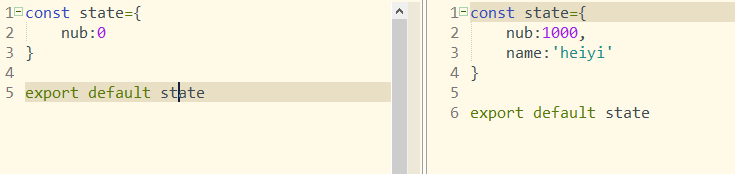 1 const state={
2 nub:0
3 }
4
5 export default state
1 const state={
2 nub:1000,
3 name:'heiyi'
4 }
5
6 export default state